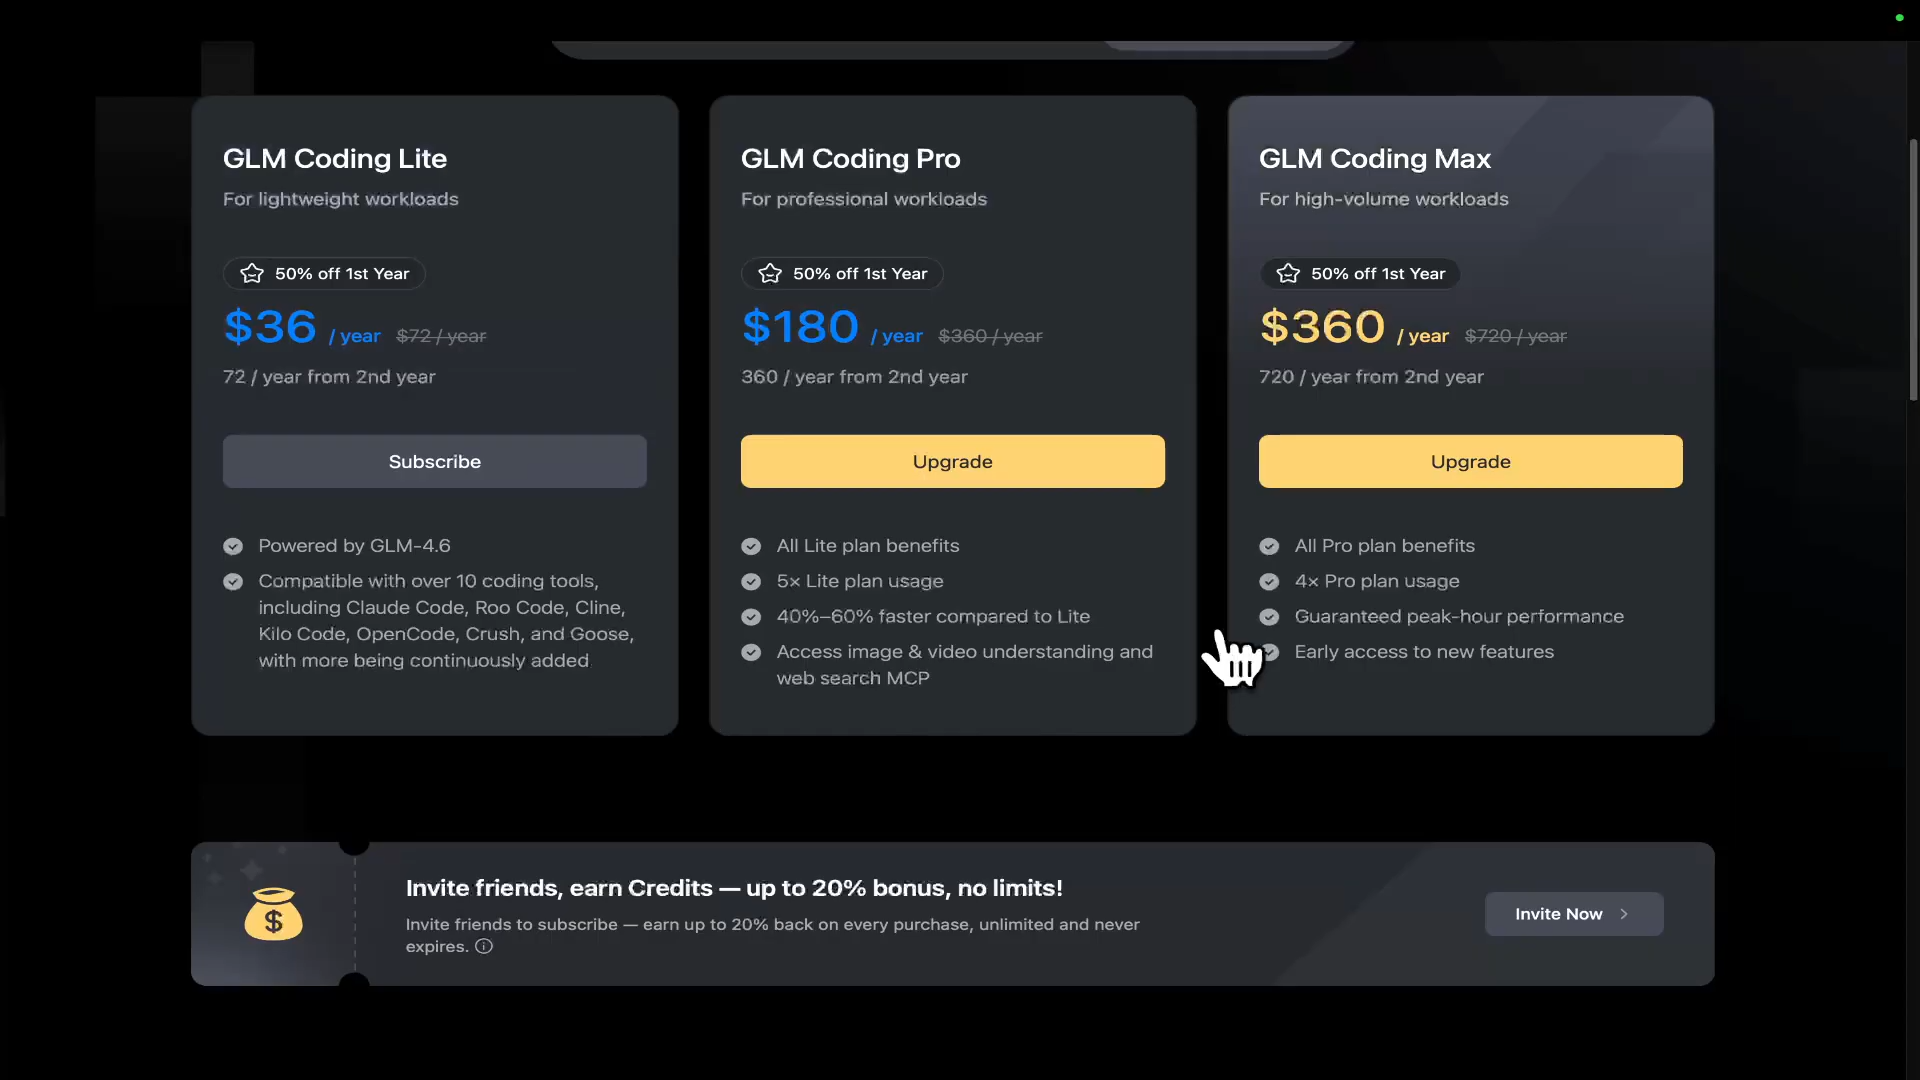 GLM Coding Lite
For lightweight workloads
50% off 1st Year
$36 / year $72 / year
72 / year from 2nd year
Subscribe
Powered by GLM-4.6
Compatible with over 10 coding tools,
including Claude Code, Roo Code, Cline,
Kilo Code, OpenCode, Crush, and Goose,
with more being continuously added
GLM Coding Pro
For professional workloads
50% off 1st Year
$180 / year $360 / year
360 / year from 2nd year
Upgrade
All Lite plan benefits
5× Lite plan usage
40%–60% faster compared to Lite
Access image & video understanding and
web search MCP
GLM Coding Max
For high-volume workloads
50% off 1st Year
$360 / year $720 / year
720 / year from 2nd year
Upgrade
All Pro plan benefits
4× Pro plan usage
Guaranteed peak-hour performance
Early access to new features
$
Invite friends, earn Credits — up to 20% bonus, no limits!
Invite friends to subscribe — earn up to 20% back on every purchase, unlimited and never
expires.
Invite Now